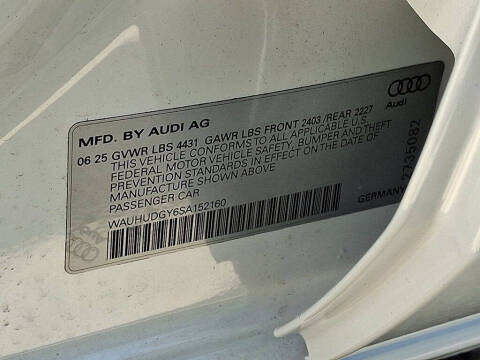 Audi
MFD. BY AUDI AG
06 25 GVWR LBS 4431 GAWR LBS FRONT 2403 /REAR 2227
THIS VEHICLE CONFORMS TO ALL APPLICABLE U.S.
FEDERAL MOTOR VEHICLE SAFETY, BUMPER AND THEFT
PREVENTION STANDARDS IN EFFECT ON THE DATE OF
MANUFACTURE SHOWN ABOVE
PASSENGER CAR
WAUHUDGY6SA152160
GERMANY
2735082